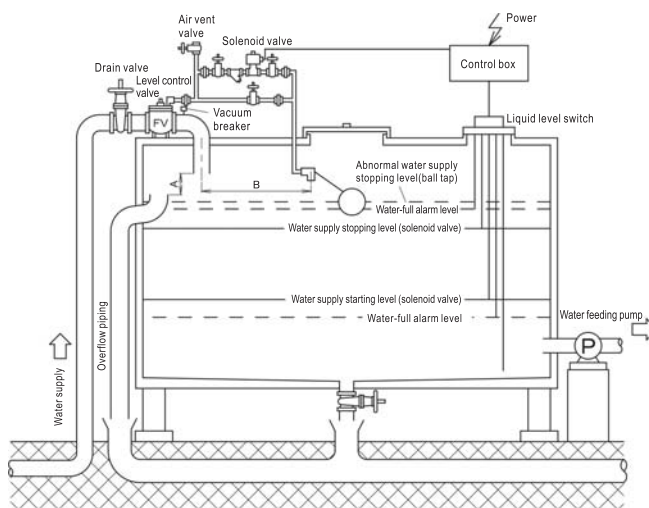 Air vent
valve
Solenoid valve
Power
Control box
Drain valve
Level control
valve
FV
Vacuum
breaker
Liquid level switch
A
B
Abnormal water supply
stopping level(ball tap)
Water-full alarm level
Water supply stopping level (solenoid valve)
Water supply starting level (solenoid valve)
Water-full alarm level
Water feeding pump
P
Overflow piping
Water supply